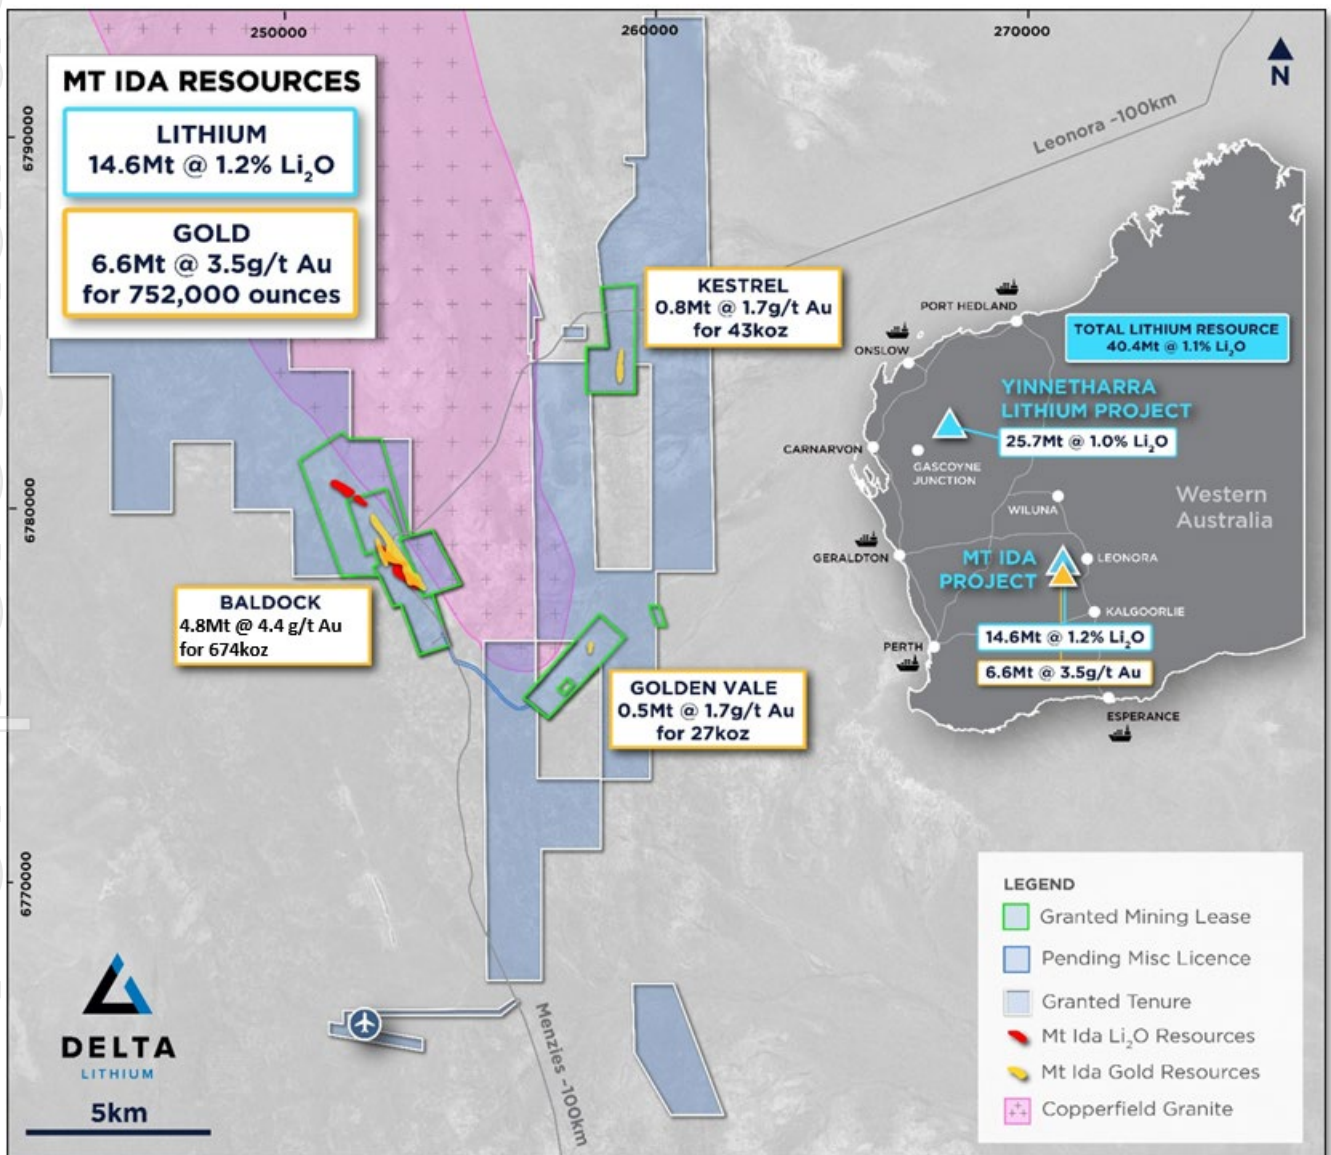 250000
260000
270000
6790000
6780000
6770000
MT IDA RESOURCES
LITHIUM
14.6Mt @ 1.2% Li₂O
GOLD
6.6Mt @ 3.5g/t Au
for 752,000 ounces
N
Leonora ~100km
KESTREL
0.8Mt @ 1.7g/t Au
for 43koz
BALDOCK
4.8Mt @ 4.4 g/t Au
for 674koz
GOLDEN VALE
0.5Mt @ 1.7g/t Au
for 27koz
PORT HEDLAND
ONSLOW
TOTAL LITHIUM RESOURCE
40.4Mt @ 1.1% Li₂O
YINNETHARRA
LITHIUM PROJECT
25.7Mt @ 1.0% Li₂O
CARNARVON
GASCOYNE
JUNCTION
WILUNA
Western
Australia
GERALDTON
MT IDA
PROJECT
LEONORA
KALGOORLIE
14.6Mt @ 1.2% Li₂O
PERTH
6.6Mt @ 3.5g/t Au
ESPERANCE
Menzies ~100km
DELTA
LITHIUM
5km
LEGEND
Granted Mining Lease
Pending Misc Licence
Granted Tenure
Mt Ida Li₂O Resources
Mt Ida Gold Resources
Copperfield Granite